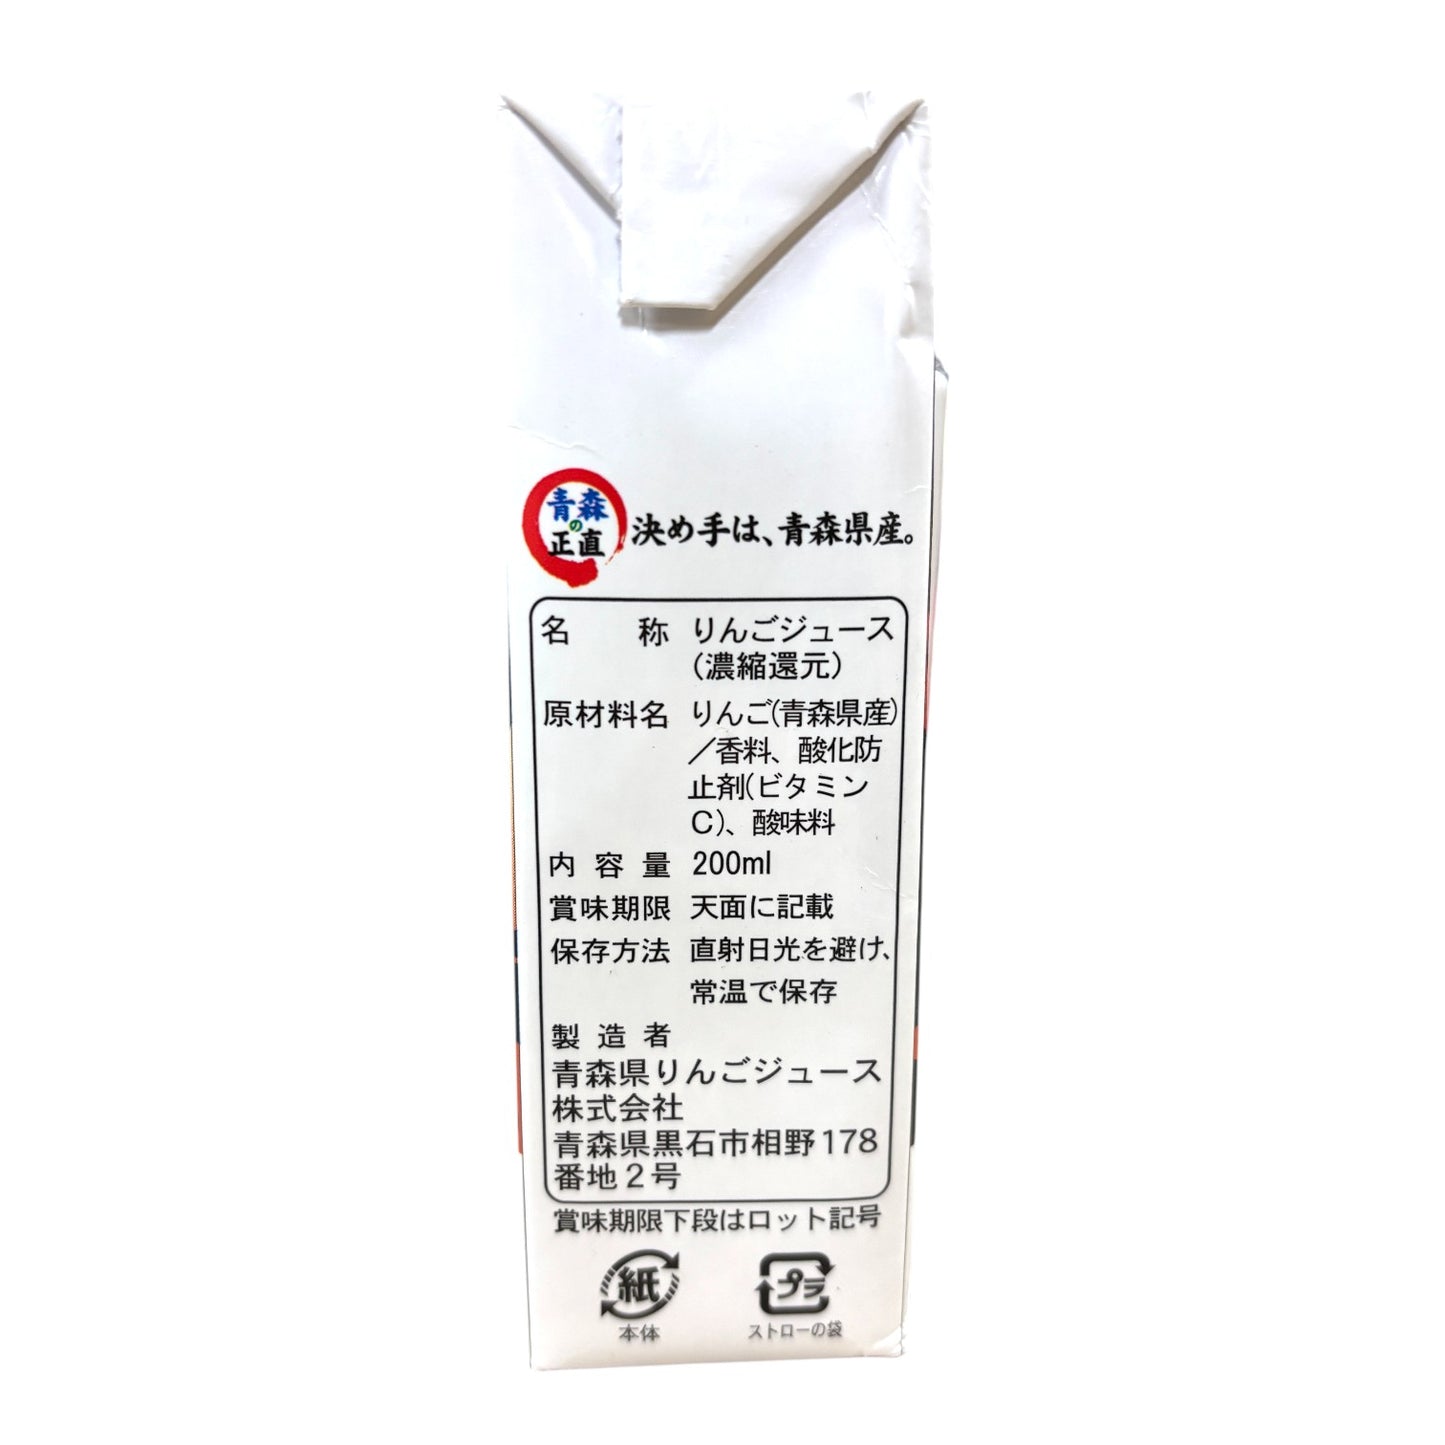 青森
の
正直
決め手は、青森県産。
名称 りんごジュース
(濃縮還元)
原材料名 りんご(青森県産)
/香料、酸化防
止剤(ビタミン
C)、酸味料
内容量 200ml
賞味期限 天面に記載
保存方法 直射日光を避け、
常温で保存
製造者
青森県りんごジュース
株式会社
青森県黒石市相野178
番地2号
賞味期限下段はロット記号
紙
本体
プラ
ストローの袋